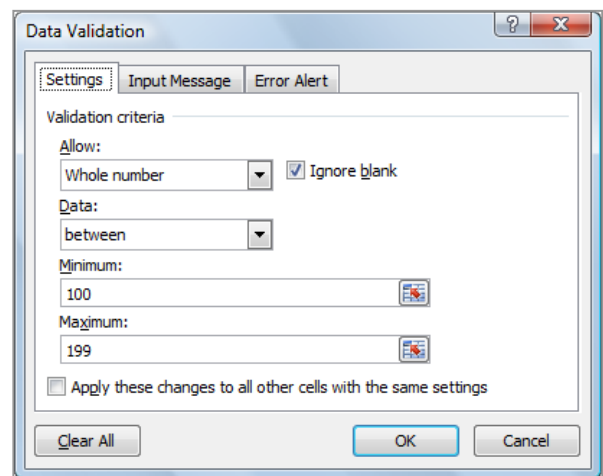 Data Validation
Settings Input Message Error Alert
Validation criteria
Allow:
Whole number Ignore blank
Data:
between
Minimum:
100
Maximum:
199
Apply these changes to all other cells with the same settings
Clear All OK Cancel